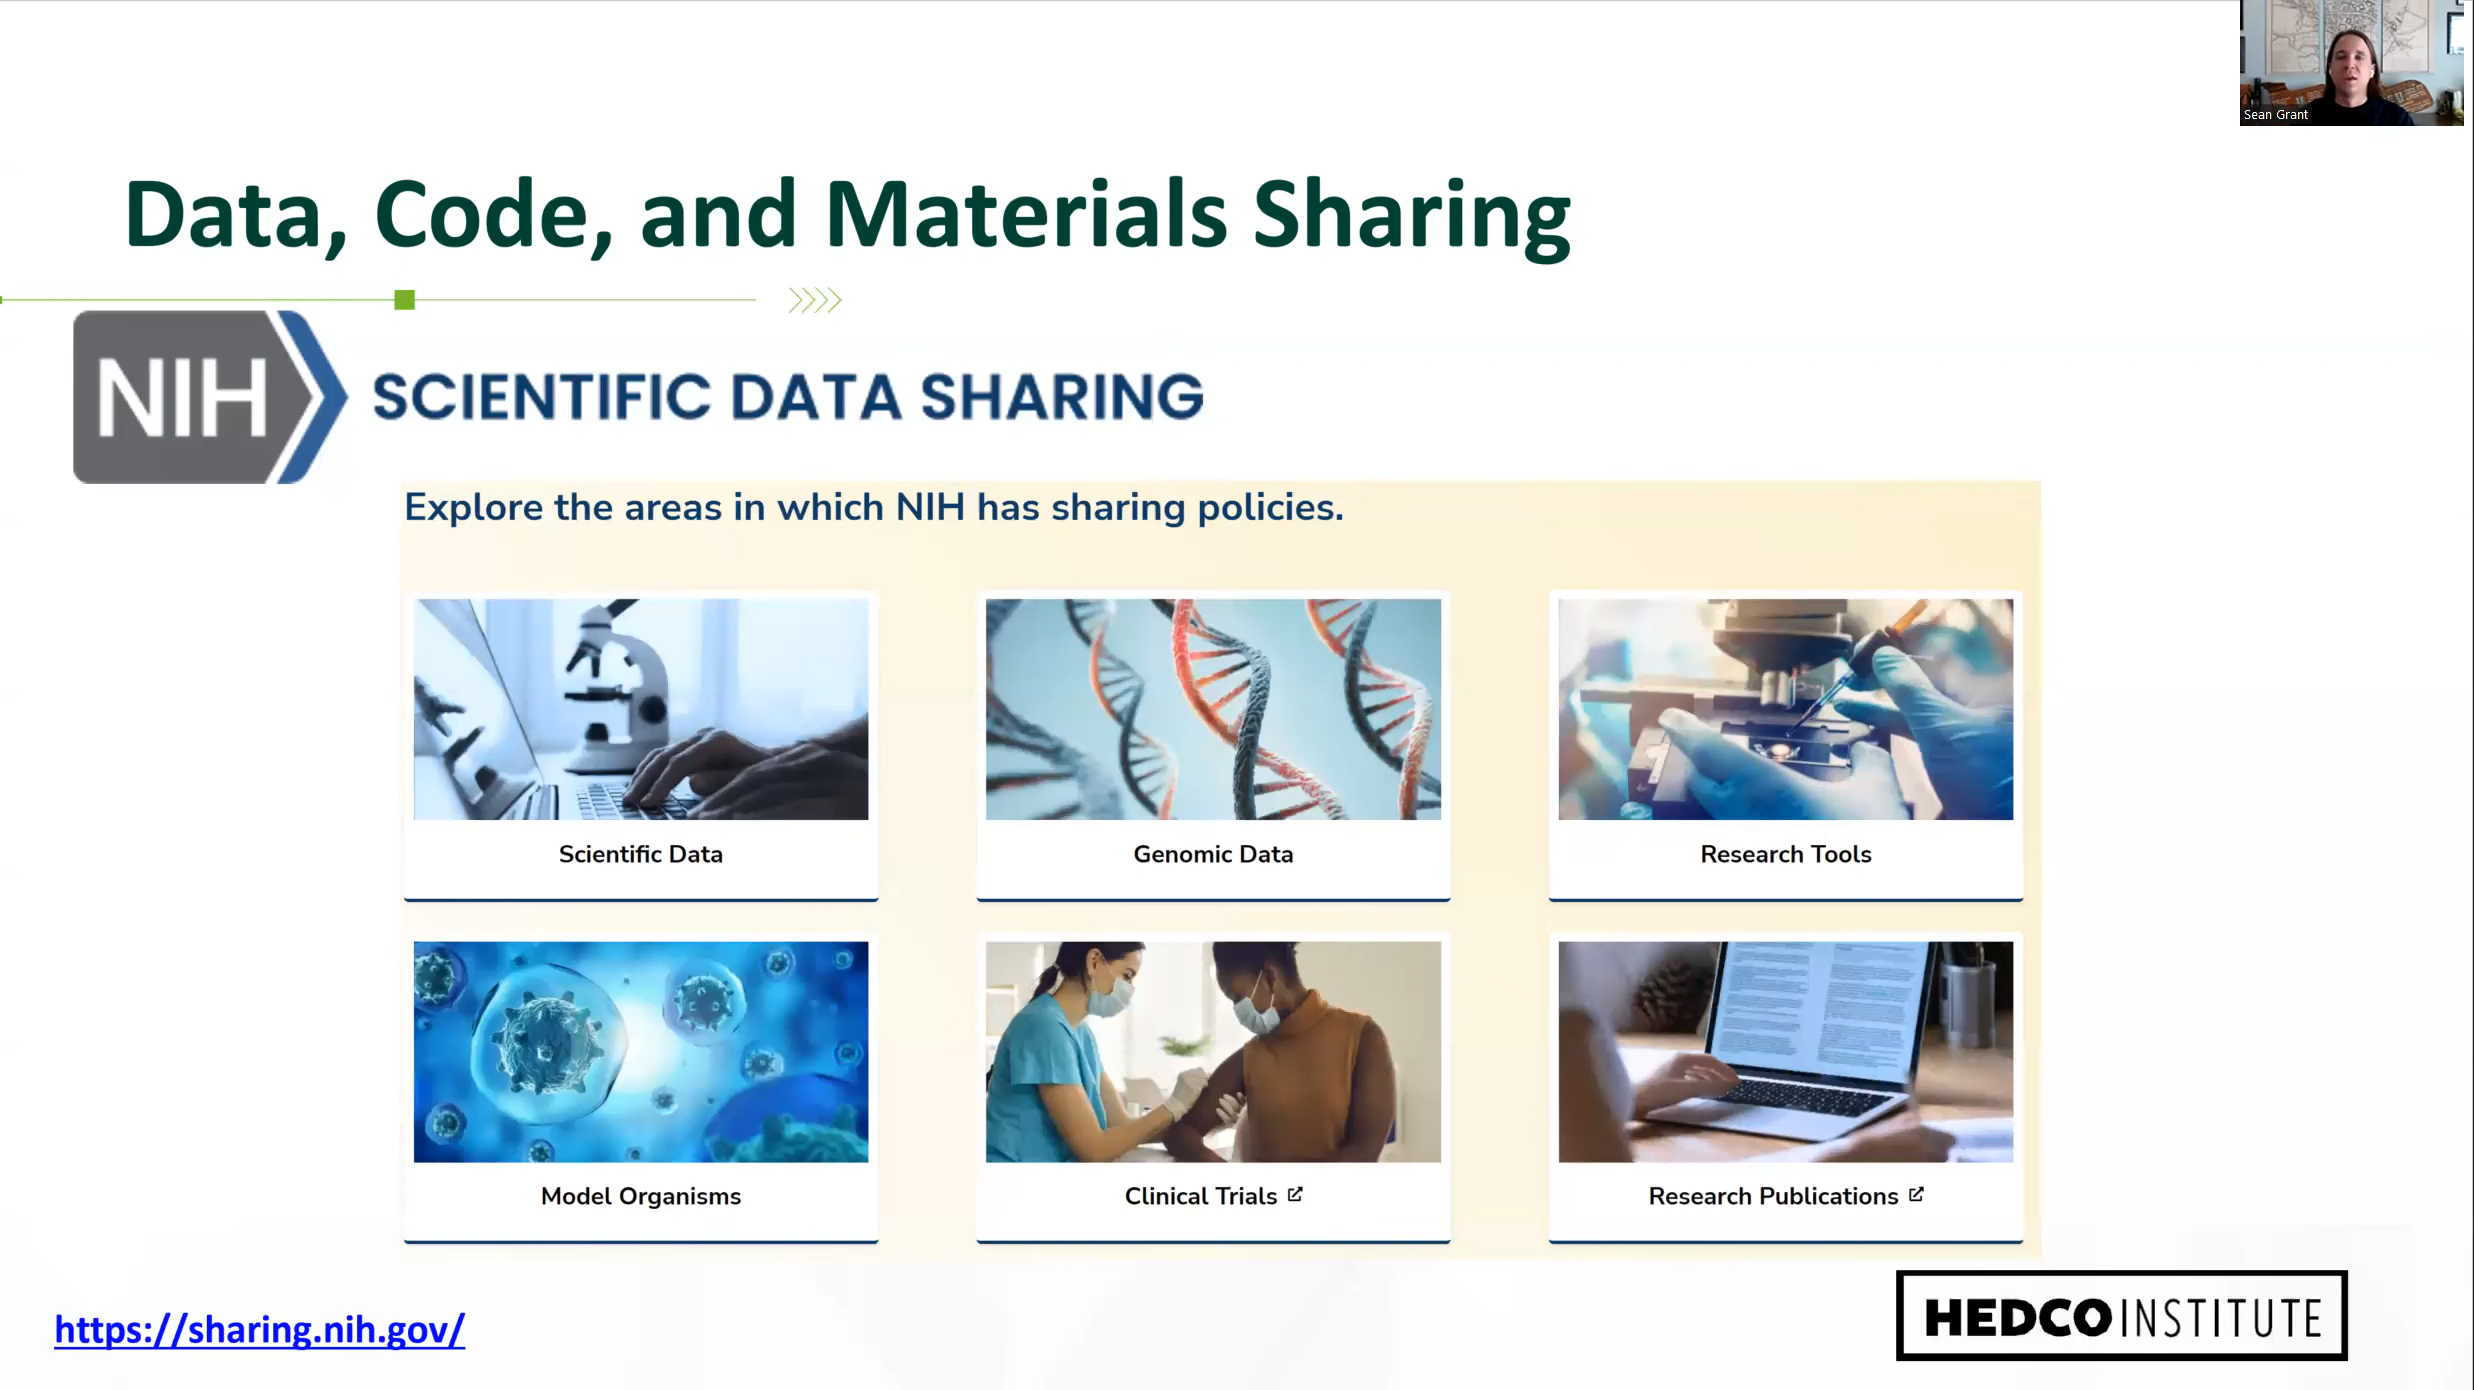 Sean Grant
Data, Code, and Materials Sharing
NIH
SCIENTIFIC DATA SHARING
Explore the areas in which NIH has sharing policies.
Scientific Data
Genomic Data
Research Tools
Model Organisms
Clinical Trials
Research Publications
https://sharing.nih.gov/
HEDCO INSTITUTE